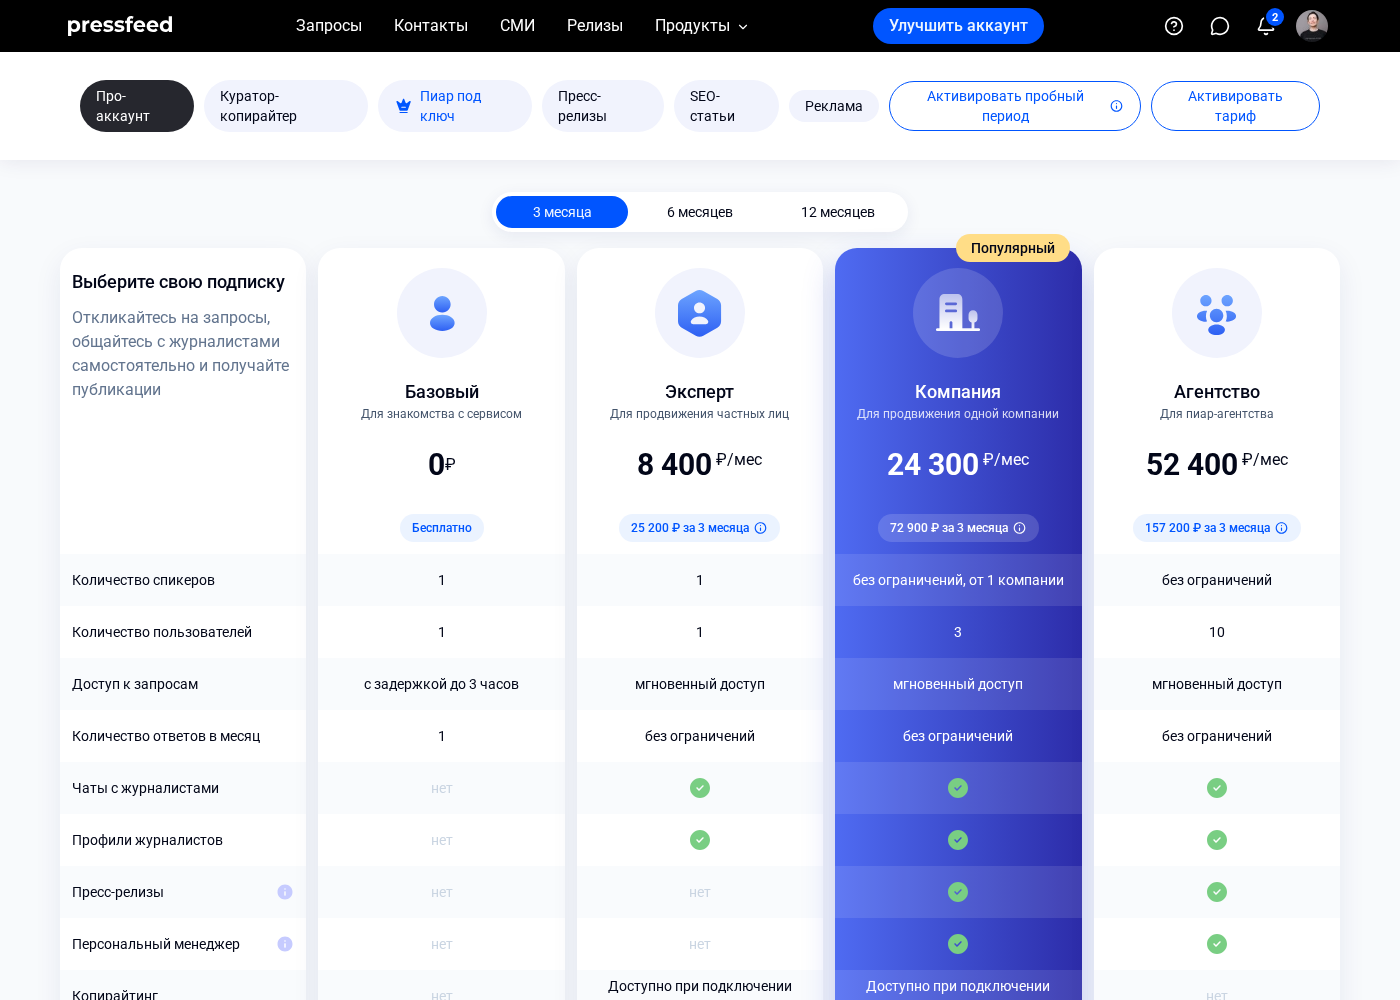 pressfeed
Запросы
Контакты
СМИ
Релизы
Продукты
Улучшить аккаунт
2
Про-
аккаунт
Куратор-
копирайтер
Пиар под
ключ
Пресс-
релизы
SEO-
статьи
Реклама
Активировать пробный
период
Активировать
тариф
3 месяца
6 месяцев
12 месяцев
Популярный
Выберите свою подписку
Откликайтесь на запросы,
общайтесь с журналистами
самостоятельно и получайте
публикации
Базовый
Для знакомства с сервисом
0₽
Бесплатно
Эксперт
Для продвижения частных лиц
8 400 ₽/мес
25 200 ₽ за 3 месяца
Компания
Для продвижения одной компании
24 300 ₽/мес
72 900 ₽ за 3 месяца
Агентство
Для пиар-агентства
52 400 ₽/мес
157 200 ₽ за 3 месяца
Количество спикеров
1
1
без ограничений, от 1 компании
без ограничений
Количество пользователей
1
1
3
10
Доступ к запросам
с задержкой до 3 часов
мгновенный доступ
мгновенный доступ
мгновенный доступ
Количество ответов в месяц
1
без ограничений
без ограничений
без ограничений
Чаты с журналистами
нет
Профили журналистов
нет
Пресс-релизы
нет
нет
Персональный менеджер
нет
нет
Копирайтинг
нет
Доступно при подключении
Доступно при подключении
нет